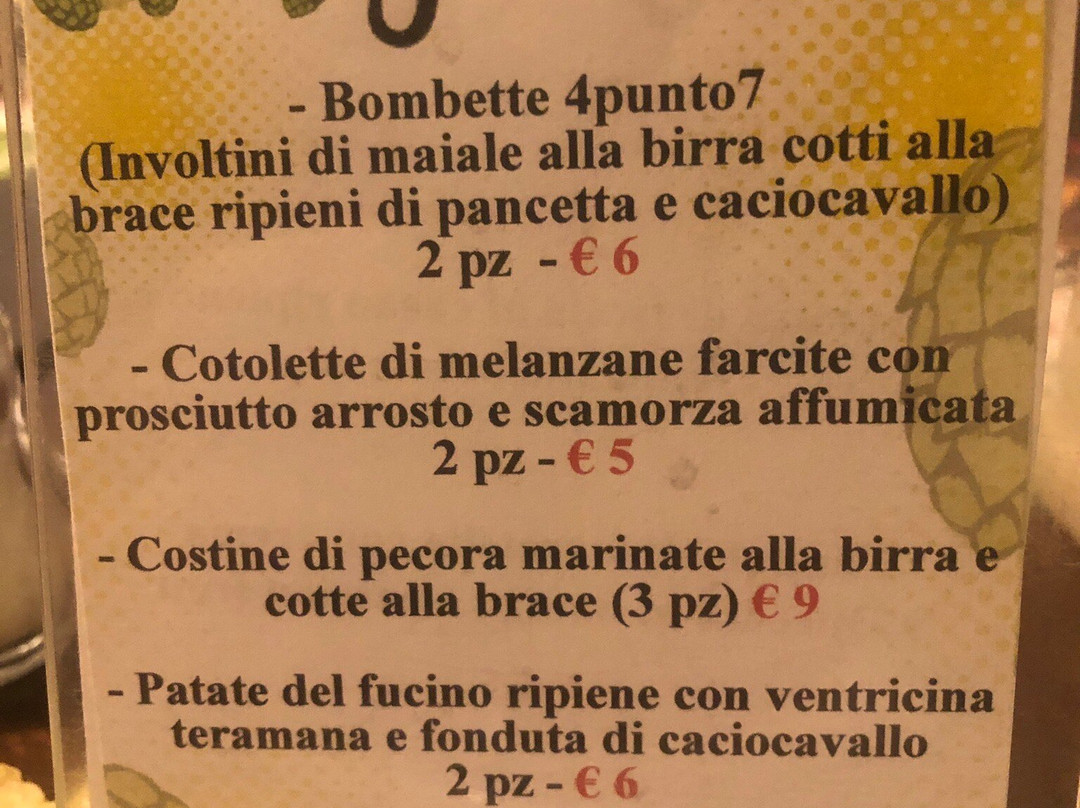 - Bombette 4punto7
(Involtini di maiale alla birra cotti alla
brace ripieni di pancetta e caciocavallo)
2 pz - € 6
- Cotolette di melanzane farcite con
prosciutto arrosto e scamorza affumicata
2 pz - € 5
- Costine di pecora marinate alla birra e
cotte alla brace (3 pz) € 9
- Patate del fucino ripiene con ventricina
teramana e fonduta di caciocavallo
2 pz - € 6